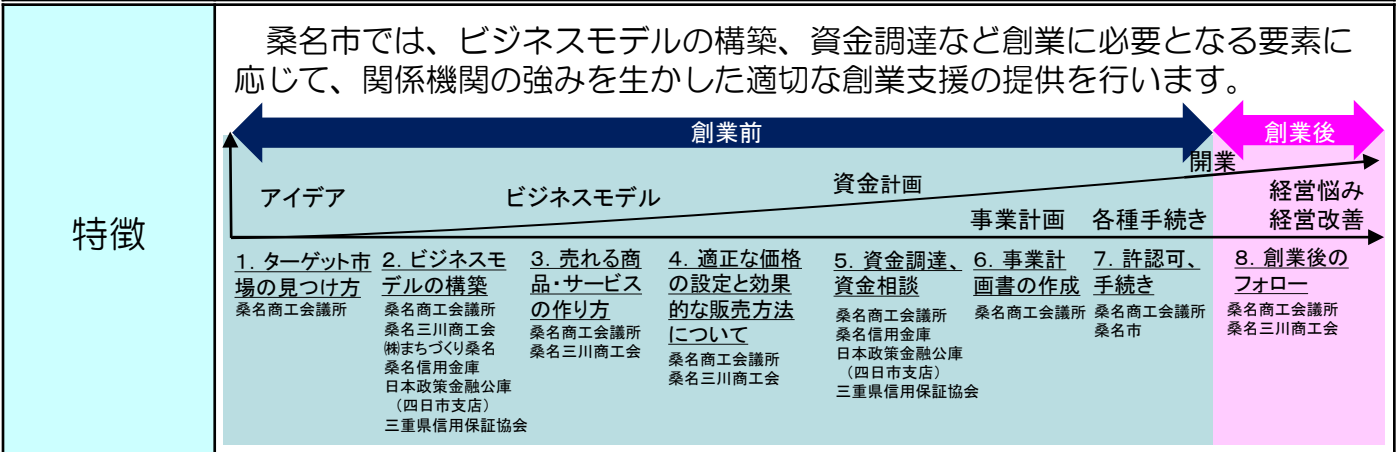 特徴
桑名市では、ビジネスモデルの構築、資金調達など創業に必要となる要素に
応じて、関係機関の強みを生かした適切な創業支援の提供を行います。
創業前
創業後
開業
アイデア
ビジネスモデル
資金計画
事業計画
各種手続き
経営悩み
経営改善
1．ターゲット市
場の見つけ方
桑名商工会議所
2．ビジネスモ
デルの構築
桑名商工会議所
桑名三川商工会
㈱まちづくり桑名
桑名信用金庫
日本政策金融公庫
（四日市支店）
三重県信用保証協会
3．売れる商
品・サービス
の作り方
桑名商工会議所
桑名三川商工会
4．適正な価格
の設定と効果
的な販売方法
について
桑名商工会議所
桑名三川商工会
5．資金調達、
資金相談
桑名商工会議所
桑名信用金庫
日本政策金融公庫
（四日市支店）
三重県信用保証協会
6．事業計
画書の作成
桑名商工会議所
7．許認可、
手続き
桑名商工会議所
桑名市
8．創業後の
フォロー
桑名商工会議所
桑名三川商工会